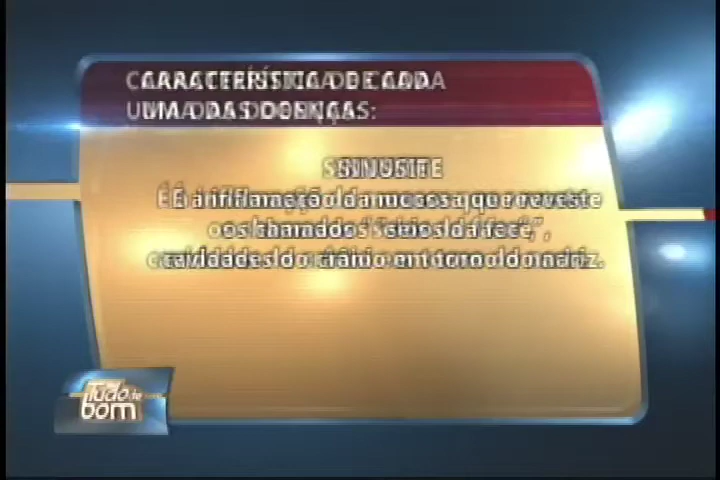 CARACTERÍSTICA DE CADA
UMA DAS DOENÇAS:
SINUSITE
É a inflamação da mucosa que reveste
os chamados "seios da face",
cavidades do crânio em torno do nariz.
Tudo de
bom